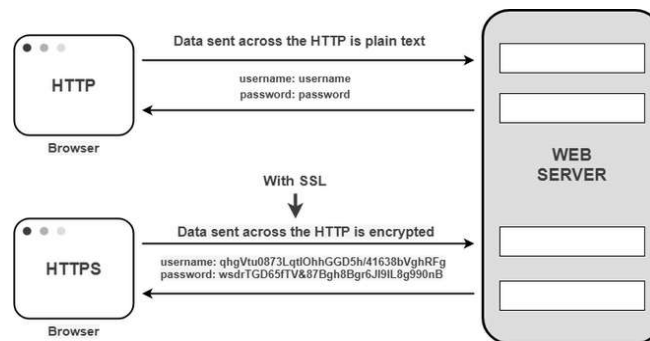 Data sent across the HTTP is plain text
HTTP
username: username
password: password
Browser
WEB
SERVER
With SSL
Data sent across the HTTP is encrypted
HTTPS
username: qhgVtu0873LqtIOhhGGD5h/41638bVghRFg
password: wsdrTGD65fTV&87Bgh8Bgr6JI9IL8g990nB
Browser